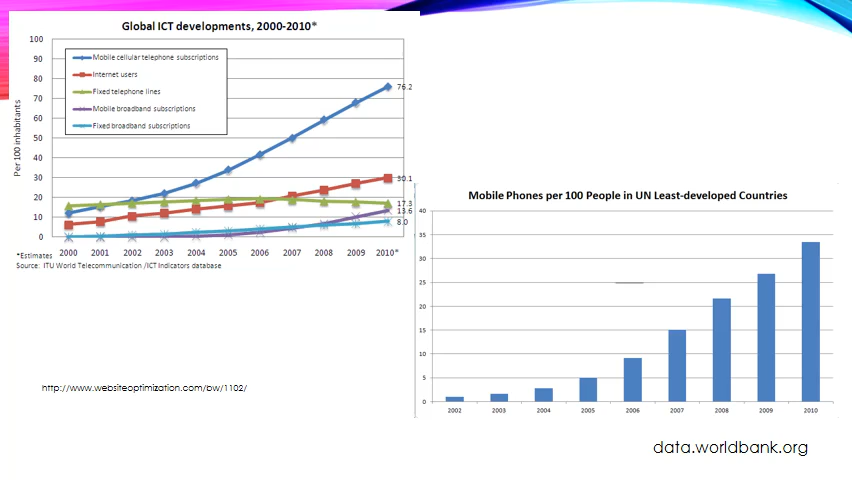 Global ICT developments, 2000-2010*
100
90
80
70
60
50
40
30
20
10
0
Per 100 inhabitants
Mobile cellular telephone subscriptions
Internet users
Fixed telephone lines
Mobile broadband subscriptions
Fixed broadband subscriptions
76.2
30.1
17.3
13.6
8.0
2000 2001 2002 2003 2004 2005 2006 2007 2008 2009 2010*
*Estimates
Source: ITU World Telecommunication /ICT Indicators database
http://www.websiteoptimization.com/bw/1102/
Mobile Phones per 100 People in UN Least-developed Countries
40
35
30
25
20
15
10
5
0
2002 2003 2004 2005 2006 2007 2008 2009 2010
data.worldbank.org